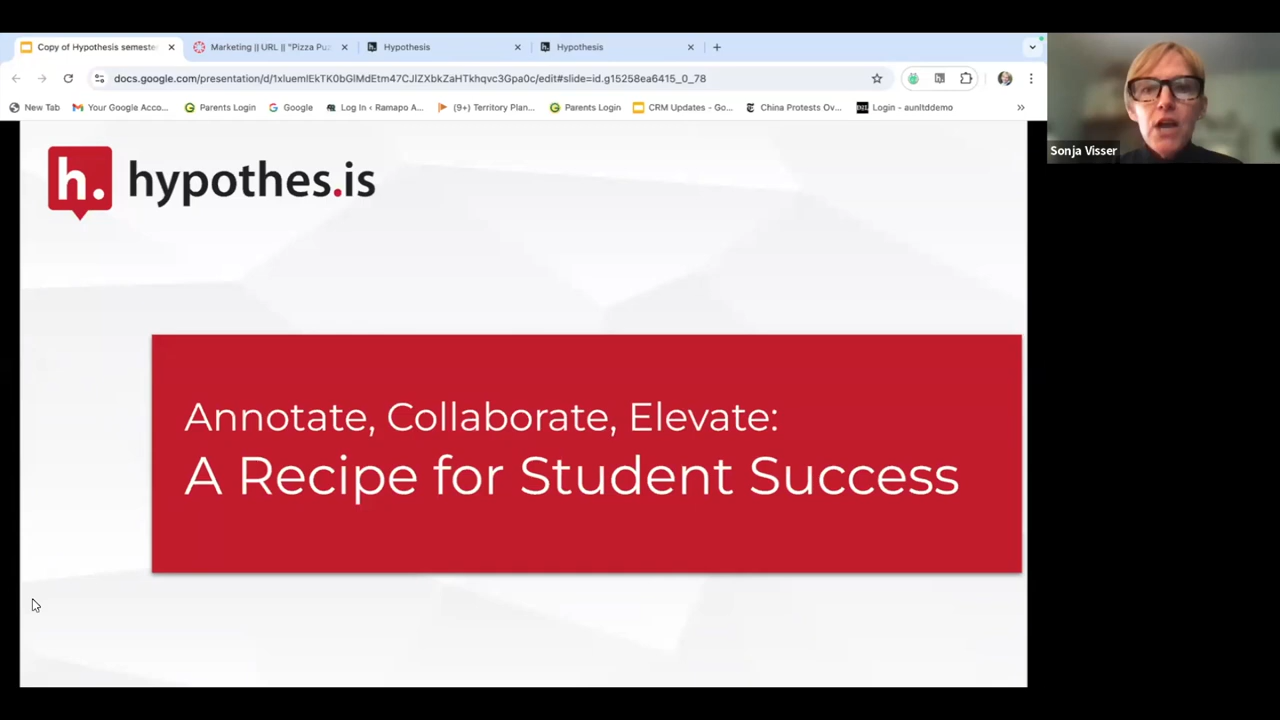 Copy of Hypothesis semeste
Marketing || URL || "Pizza Puz
Hypothesis
Hypothesis
docs.google.com/presentation/d/1xluemlEkTK0bGlMdEtm47CJlZXbkZaHTkhqvc3Gpa0c/edit#slide=id.g15258ea6415_0_78
New Tab
Your Google Acco...
Parents Login
Google
Log In ‹ Ramapo A...
(9+) Territory Plan...
Parents Login
CRM Updates - Go...
China Protests Ov...
Login - aunltddemo
Sonja Visser
h. hypothes.is
Annotate, Collaborate, Elevate:
A Recipe for Student Success